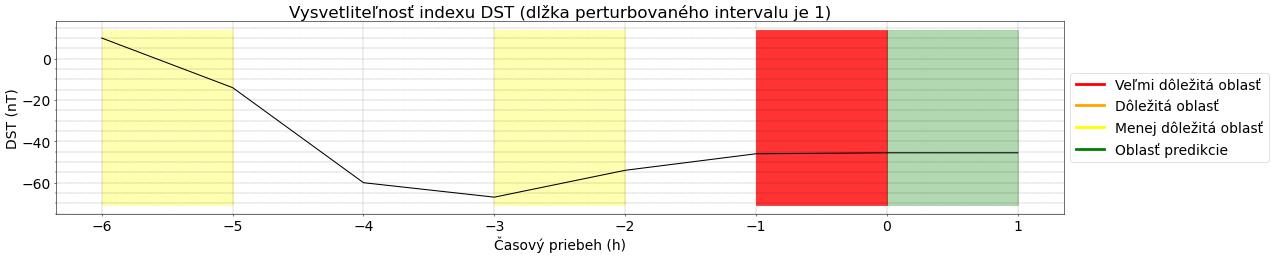 Vysvetliteľnosť indexu DST (dĺžka perturbovaného intervalu je 1)
DST (nT)
0
−20
−40
−60
−6
−5
−4
−3
−2
−1
0
1
Časový priebeh (h)
Veľmi dôležitá oblasť
Dôležitá oblasť
Menej dôležitá oblasť
Oblasť predikcie